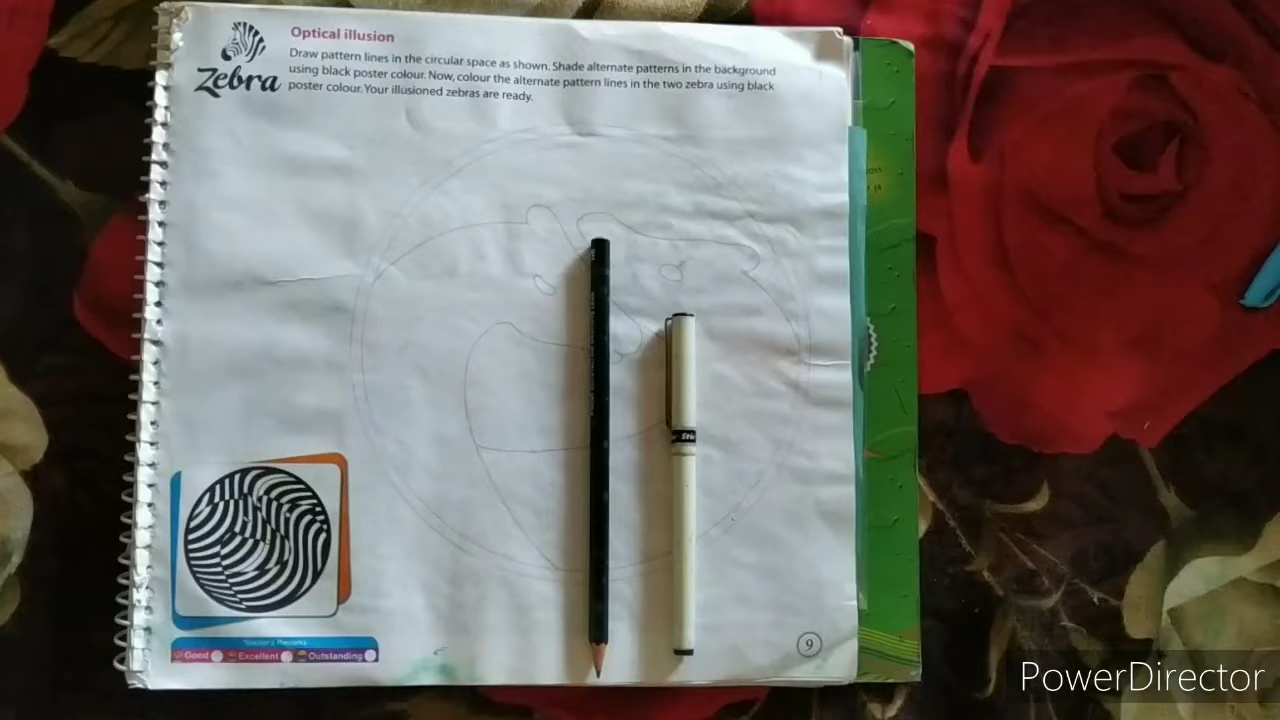 Optical illusion
Draw pattern lines in the circular space as shown. Shade alternate patterns in the background
using black poster colour. Now, colour the alternate pattern lines in the two zebra using black
poster colour. Your illusioned zebras are ready.
Zebra
Teacher's Remarks
Good Excellent Outstanding
9
PowerDirector